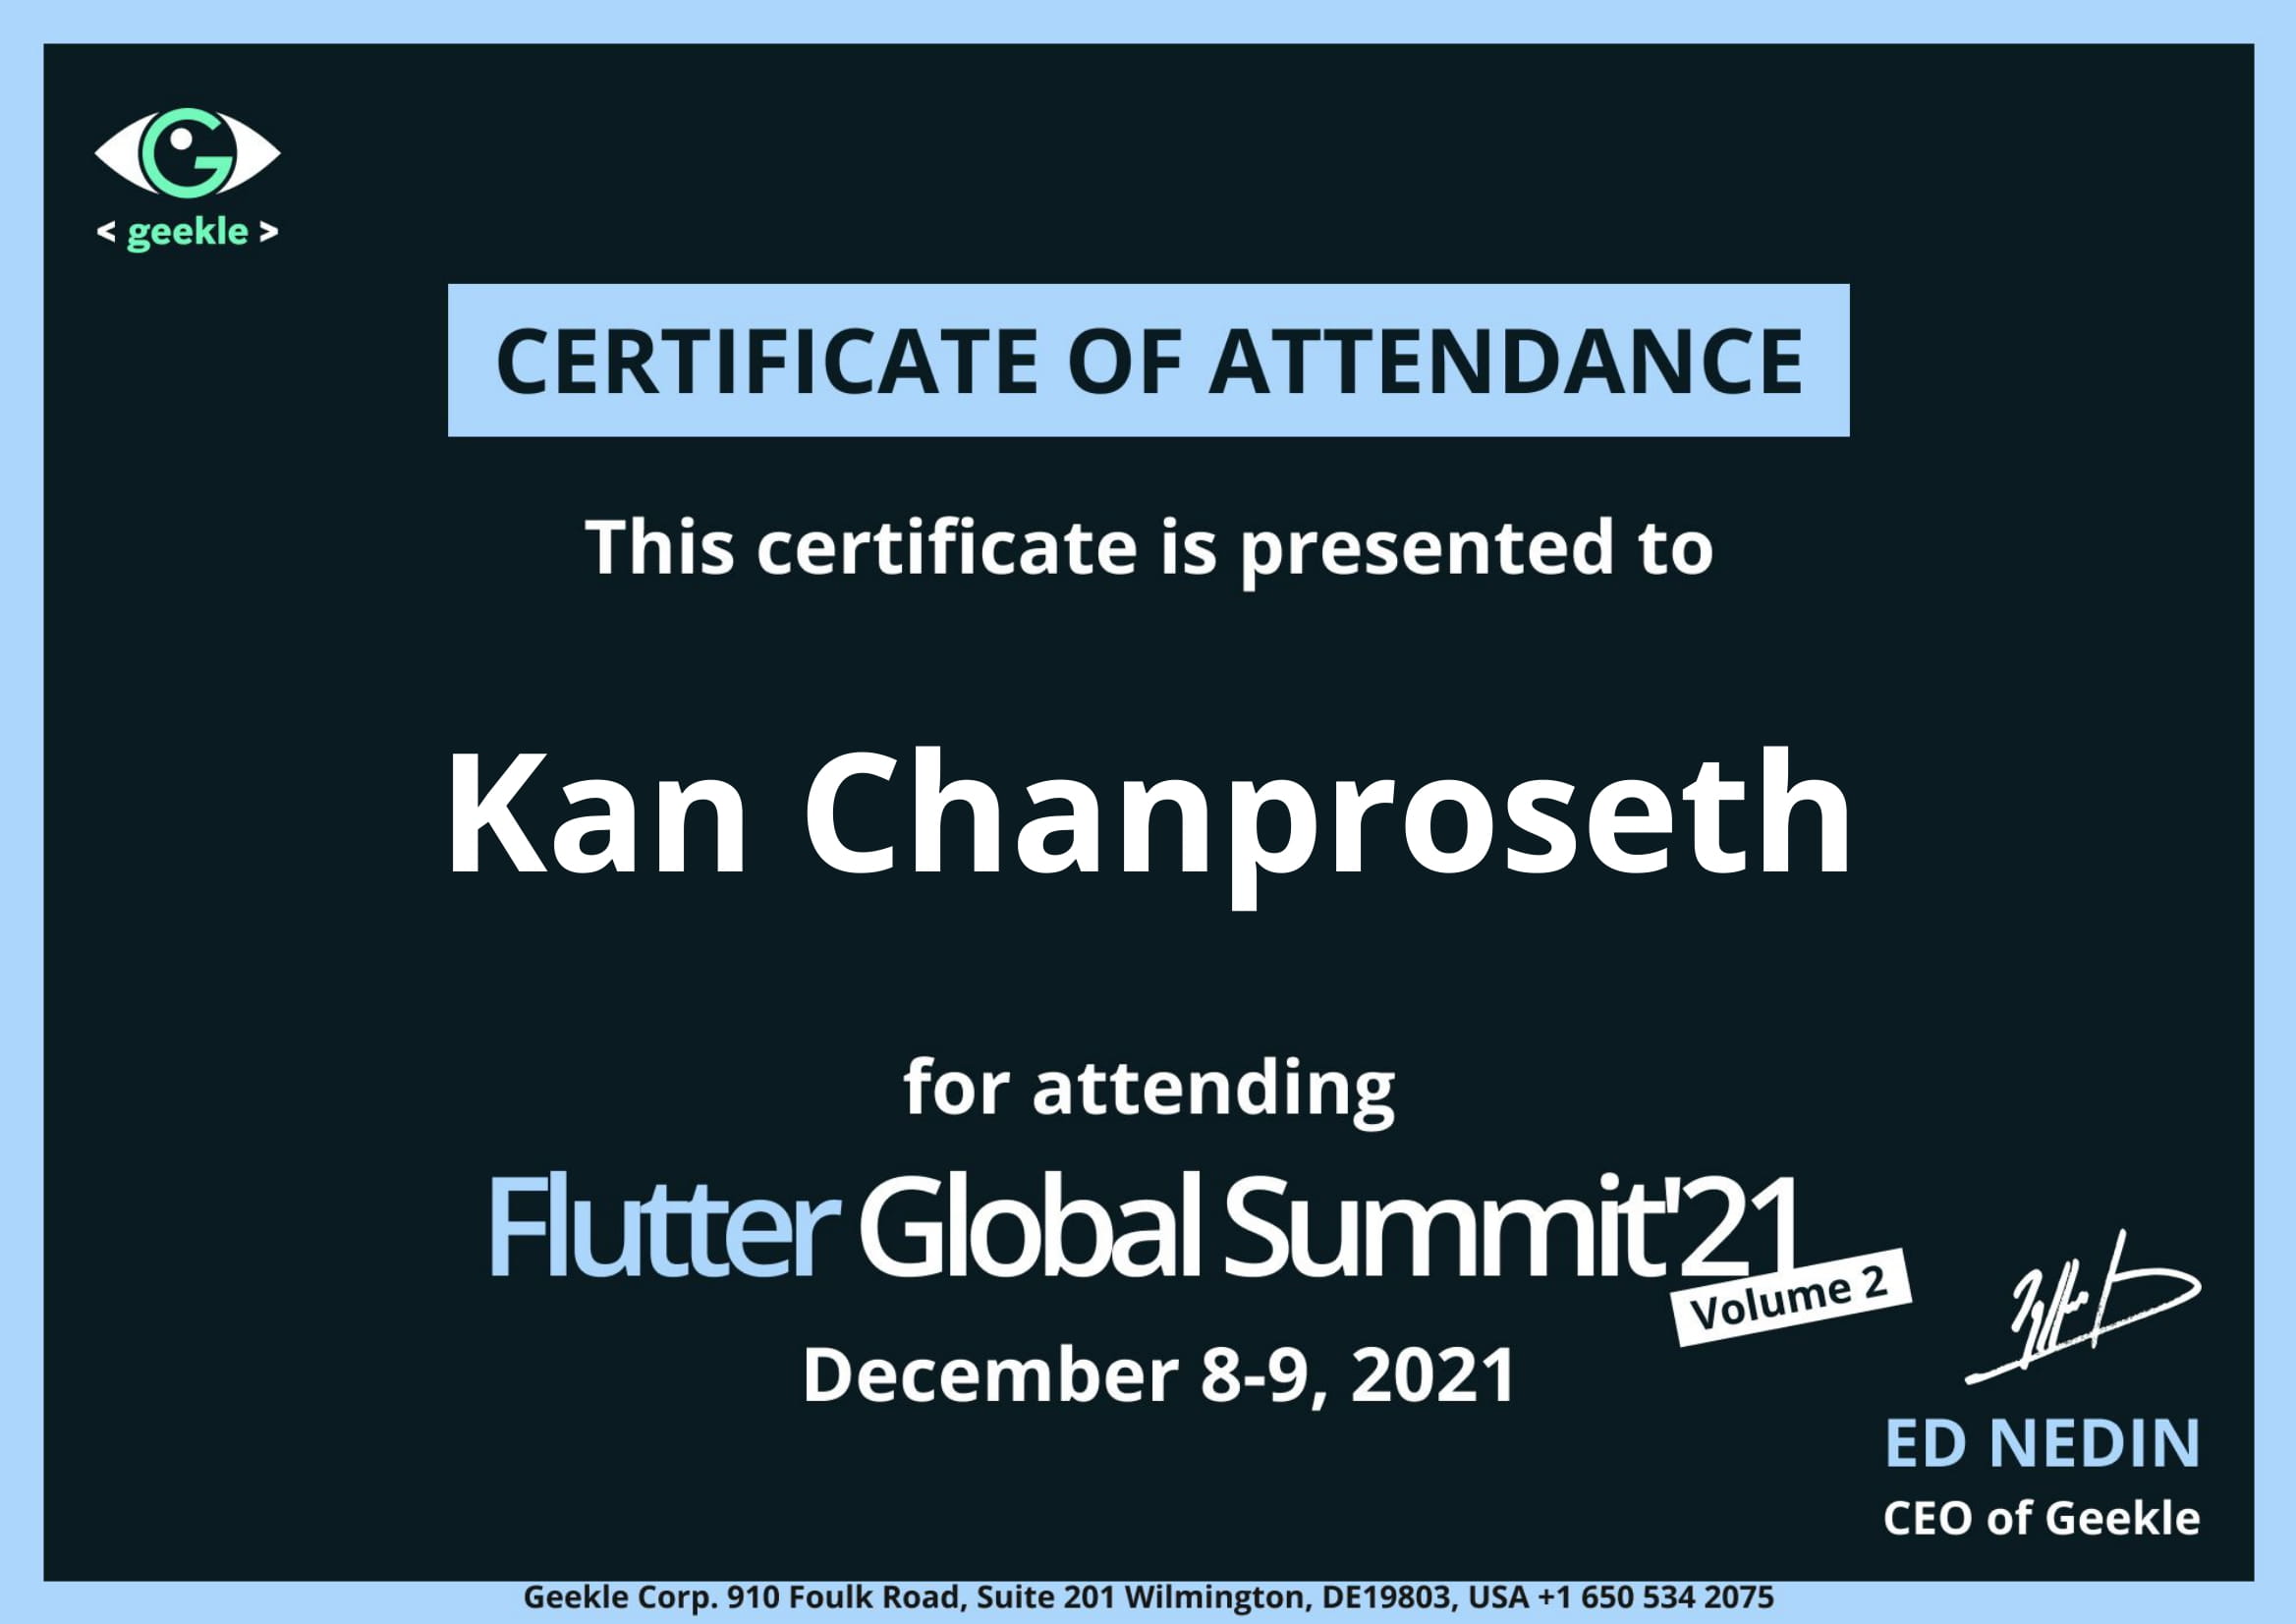 < geekle >
CERTIFICATE OF ATTENDANCE
This certificate is presented to
Kan Chanproseth
for attending
Flutter Global Summit'21
Volume 2
December 8-9, 2021
ED NEDIN
CEO of Geekle
Geekle Corp. 910 Foulk Road, Suite 201 Wilmington, DE19803, USA +1 650 534 2075